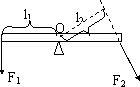 l₁ O l₂
F₁ F₂